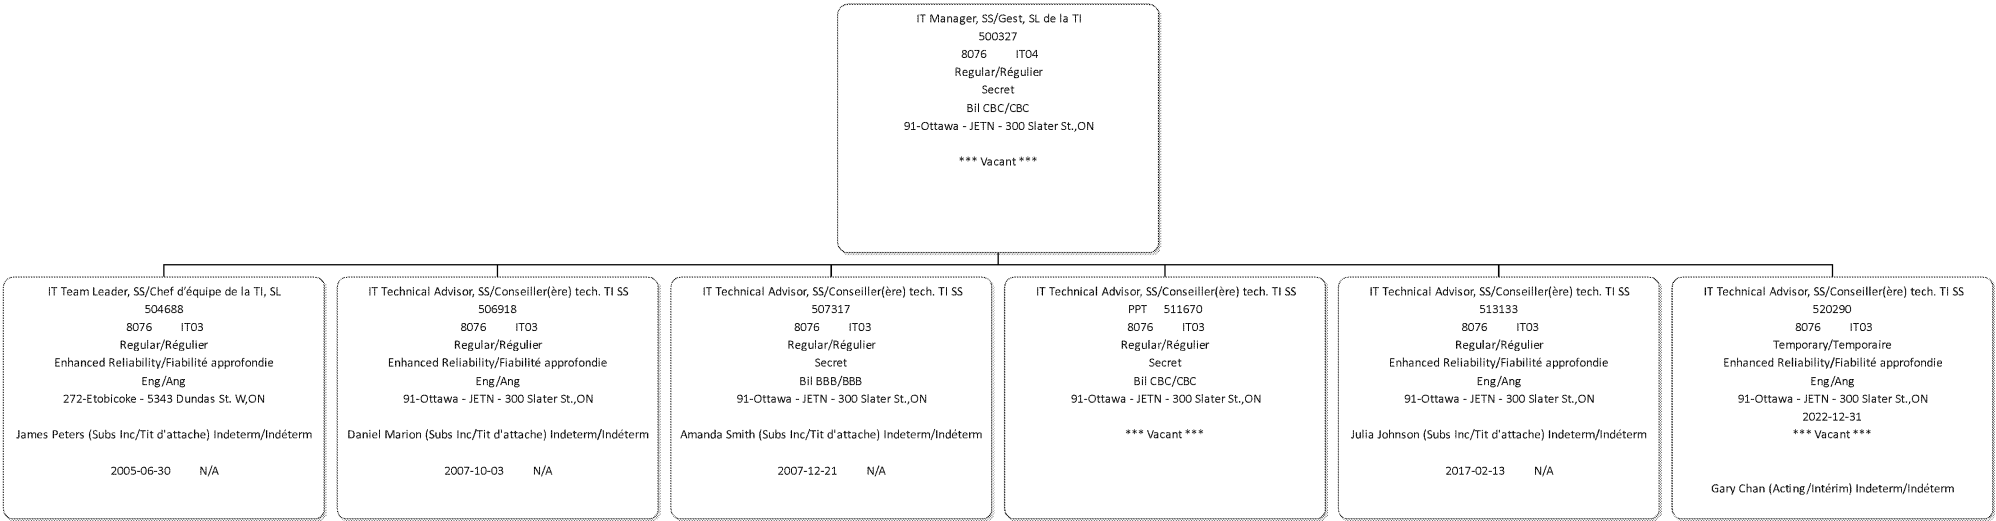 IT Manager, SS/Gest, SL de la TI
500327
8076 IT04
Regular/Régulier
Secret
Bil CBC/CBC
91-Ottawa - JETN - 300 Slater St.,ON
*** Vacant ***
IT Team Leader, SS/Chef d'équipe de la TI, SL
504688
8076 IT03
Regular/Régulier
Enhanced Reliability/Fiabilité approfondie
Eng/Ang
272-Etobicoke - 5343 Dundas St. W,ON
James Peters (Subs Inc/Tit d'attache) Indeterm/Indéterm
2005-06-30 N/A
IT Technical Advisor, SS/Conseiller(ère) tech. TI SS
506918
8076 IT03
Regular/Régulier
Enhanced Reliability/Fiabilité approfondie
Eng/Ang
91-Ottawa - JETN - 300 Slater St.,ON
Daniel Marion (Subs Inc/Tit d'attache) Indeterm/Indéterm
2007-10-03 N/A
IT Technical Advisor, SS/Conseiller(ère) tech. TI SS
507317
8076 IT03
Regular/Régulier
Secret
Bil BBB/BBB
91-Ottawa - JETN - 300 Slater St.,ON
Amanda Smith (Subs Inc/Tit d'attache) Indeterm/Indéterm
2007-12-21 N/A
IT Technical Advisor, SS/Conseiller(ère) tech. TI SS
PPT 511670
8076 IT03
Regular/Régulier
Secret
Bil CBC/CBC
91-Ottawa - JETN - 300 Slater St.,ON
*** Vacant ***
IT Technical Advisor, SS/Conseiller(ère) tech. TI SS
513133
8076 IT03
Regular/Régulier
Enhanced Reliability/Fiabilité approfondie
Eng/Ang
91-Ottawa - JETN - 300 Slater St.,ON
Julia Johnson (Subs Inc/Tit d'attache) Indeterm/Indéterm
2017-02-13 N/A
IT Technical Advisor, SS/Conseiller(ère) tech. TI SS
520290
8076 IT03
Temporary/Temporaire
Enhanced Reliability/Fiabilité approfondie
Eng/Ang
91-Ottawa - JETN - 300 Slater St.,ON
2022-12-31
*** Vacant ***
Gary Chan (Acting/Intérim) Indeterm/Indéterm